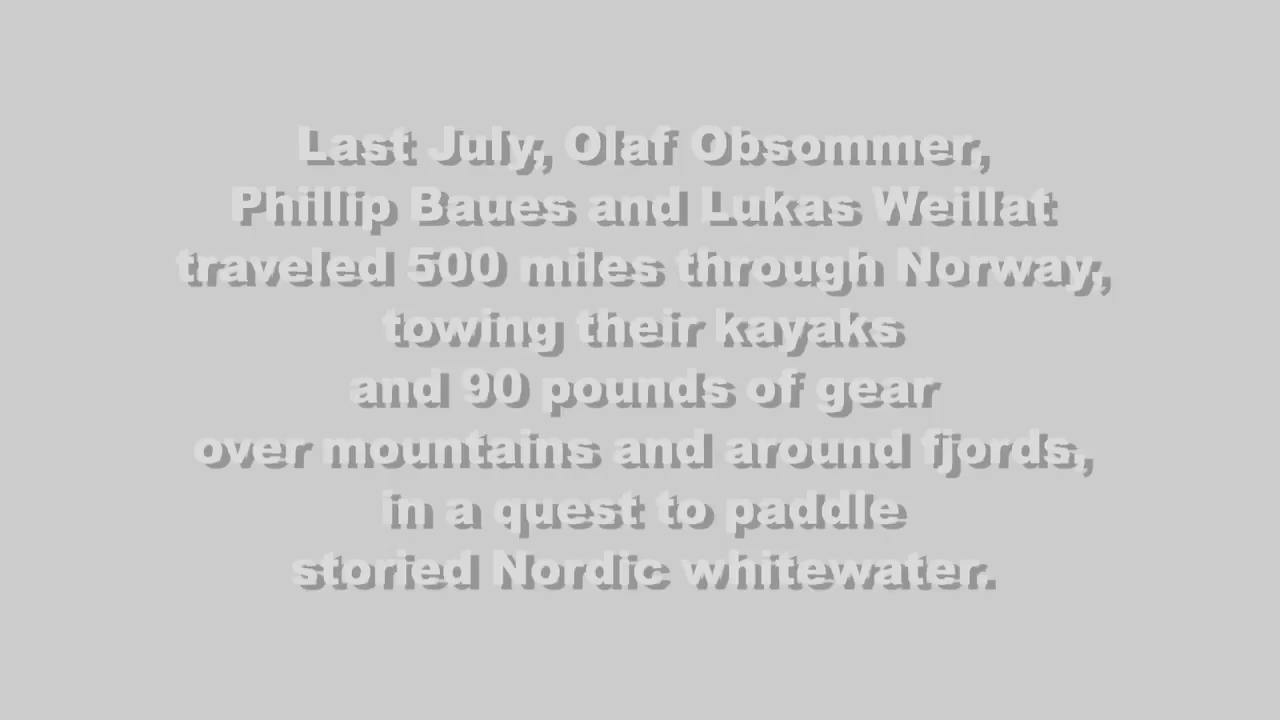 Last July, Olaf Obsommer,
Phillip Baues and Lukas Weillat
traveled 500 miles through Norway,
towing their kayaks
and 90 pounds of gear
over mountains and around fjords,
in a quest to paddle
storied Nordic whitewater.